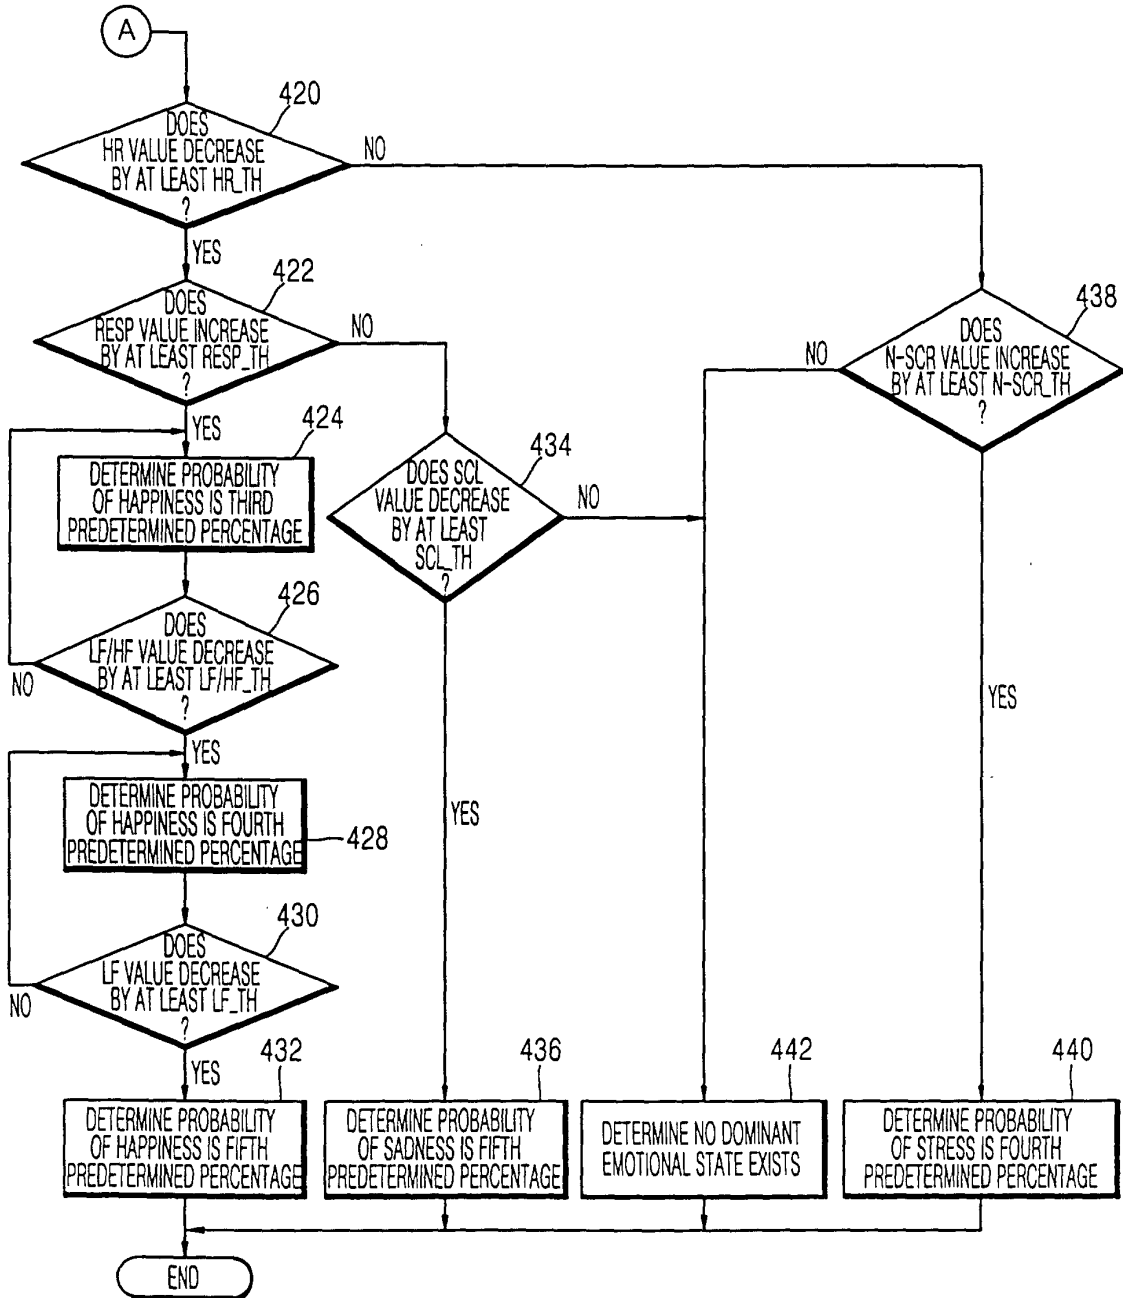 A
420
DOES
HR VALUE DECREASE
BY AT LEAST HR_TH
?
NO
YES
422
DOES
RESP VALUE INCREASE
BY AT LEAST RESP_TH
?
NO
YES
438
DOES
N-SCR VALUE INCREASE
BY AT LEAST N-SCR_TH
?
NO
YES
424
DETERMINE PROBABILITY
OF HAPPINESS IS THIRD
PREDETERMINED PERCENTAGE
434
DOES SCL
VALUE DECREASE
BY AT LEAST
SCL_TH
?
NO
YES
426
DOES
LF/HF VALUE DECREASE
BY AT LEAST LF/HF_TH
?
NO
YES
DETERMINE PROBABILITY
OF HAPPINESS IS FOURTH
PREDETERMINED PERCENTAGE
428
430
DOES
LF VALUE DECREASE
BY AT LEAST LF_TH
?
NO
YES
432
DETERMINE PROBABILITY
OF HAPPINESS IS FIFTH
PREDETERMINED PERCENTAGE
436
DETERMINE PROBABILITY
OF SADNESS IS FIFTH
PREDETERMINED PERCENTAGE
442
DETERMINE NO DOMINANT
EMOTIONAL STATE EXISTS
440
DETERMINE PROBABILITY
OF STRESS IS FOURTH
PREDETERMINED PERCENTAGE
END